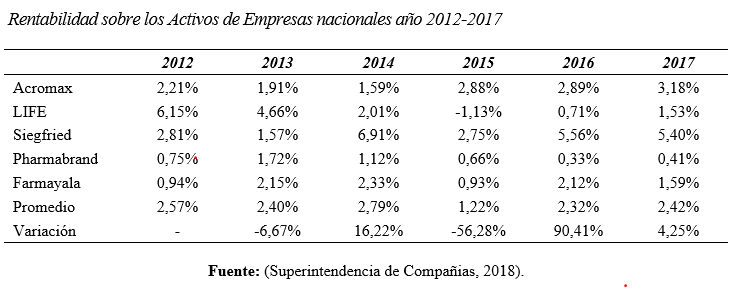 Rentabilidad sobre los Activos de Empresas nacionales año 2012-2017
2012 2013 2014 2015 2016 2017
Acromax 2,21% 1,91% 1,59% 2,88% 2,89% 3,18%
LIFE 6,15% 4,66% 2,01% -1,13% 0,71% 1,53%
Siegfried 2,81% 1,57% 6,91% 2,75% 5,56% 5,40%
Pharmabrand 0,75% 1,72% 1,12% 0,66% 0,33% 0,41%
Farmayala 0,94% 2,15% 2,33% 0,93% 2,12% 1,59%
Promedio 2,57% 2,40% 2,79% 1,22% 2,32% 2,42%
Variación - -6,67% 16,22% -56,28% 90,41% 4,25%
Fuente: (Superintendencia de Compañias, 2018).